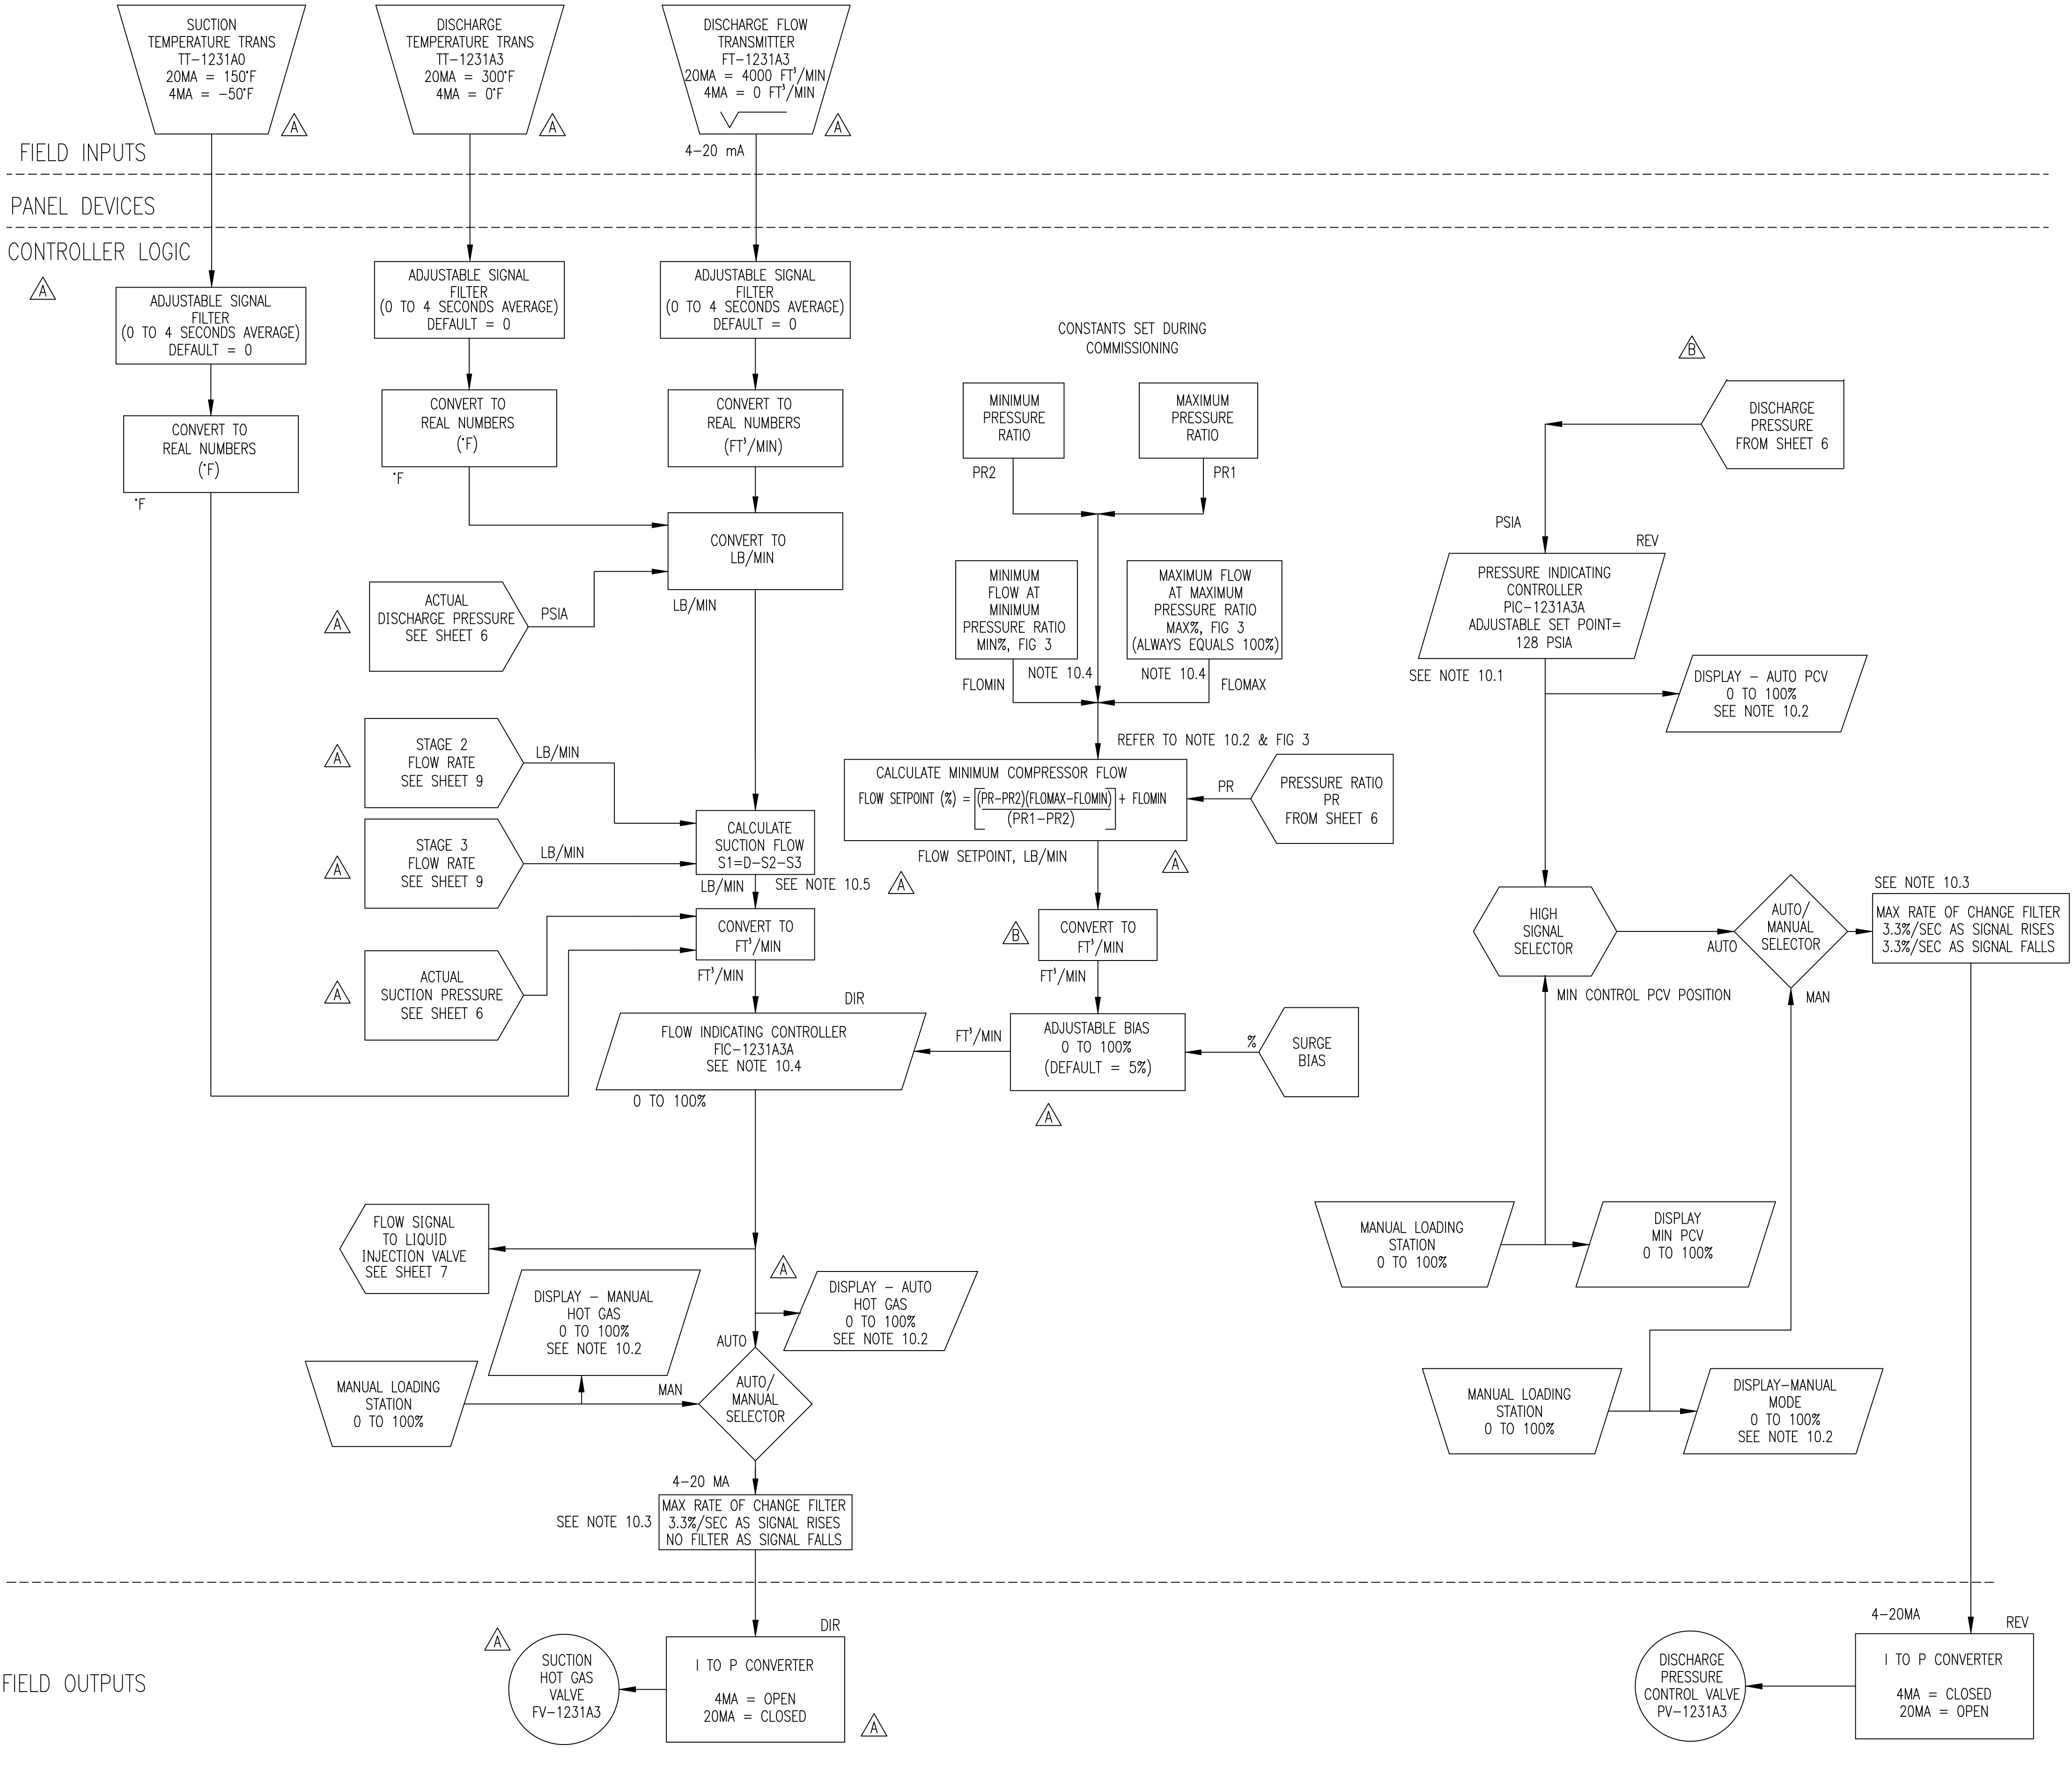 SUCTION
TEMPERATURE TRANS
TT-1231A0
20MA = 150°F
4MA = -50°F
A
DISCHARGE
TEMPERATURE TRANS
TT-1231A3
20MA = 300°F
4MA = 0°F
A
DISCHARGE FLOW
TRANSMITTER
FT-1231A3
20MA = 4000 FT³/MIN
4MA = 0 FT³/MIN
A
4-20 mA
FIELD INPUTS
PANEL DEVICES
CONTROLLER LOGIC
A
ADJUSTABLE SIGNAL
FILTER
(0 TO 4 SECONDS AVERAGE)
DEFAULT = 0
ADJUSTABLE SIGNAL
FILTER
(0 TO 4 SECONDS AVERAGE)
DEFAULT = 0
ADJUSTABLE SIGNAL
FILTER
(0 TO 4 SECONDS AVERAGE)
DEFAULT = 0
CONVERT TO
REAL NUMBERS
(°F)
°F
CONVERT TO
REAL NUMBERS
(°F)
°F
CONVERT TO
REAL NUMBERS
(FT³/MIN)
CONVERT TO
LB/MIN
LB/MIN
A
ACTUAL
DISCHARGE PRESSURE
SEE SHEET 6
PSIA
A
STAGE 2
FLOW RATE
SEE SHEET 9
LB/MIN
A
STAGE 3
FLOW RATE
SEE SHEET 9
LB/MIN
CALCULATE
SUCTION FLOW
S1=D-S2-S3
LB/MIN
SEE NOTE 10.5
A
CONVERT TO
FT³/MIN
FT³/MIN
A
ACTUAL
SUCTION PRESSURE
SEE SHEET 6
DIR
FLOW INDICATING CONTROLLER
FIC-1231A3A
SEE NOTE 10.4
0 TO 100%
CONSTANTS SET DURING
COMMISSIONING
MINIMUM
PRESSURE
RATIO
PR2
MAXIMUM
PRESSURE
RATIO
PR1
MINIMUM
FLOW AT
MINIMUM
PRESSURE RATIO
MIN%, FIG 3
NOTE 10.4
FLOMIN
MAXIMUM FLOW
AT MAXIMUM
PRESSURE RATIO
MAX%, FIG 3
(ALWAYS EQUALS 100%)
NOTE 10.4
FLOMAX
REFER TO NOTE 10.2 & FIG 3
CALCULATE MINIMUM COMPRESSOR FLOW
FLOW SETPOINT (%) = [(PR-PR2)(FLOMAX-FLOMIN)] + FLOMIN
(PR1-PR2)
PR
PRESSURE RATIO
PR
FROM SHEET 6
FLOW SETPOINT, LB/MIN
A
B
CONVERT TO
FT³/MIN
FT³/MIN
ADJUSTABLE BIAS
0 TO 100%
(DEFAULT = 5%)
FT³/MIN
%
SURGE
BIAS
A
B
DISCHARGE
PRESSURE
FROM SHEET 6
PSIA
REV
PRESSURE INDICATING
CONTROLLER
PIC-1231A3A
ADJUSTABLE SET POINT=
128 PSIA
SEE NOTE 10.1
DISPLAY - AUTO PCV
0 TO 100%
SEE NOTE 10.2
HIGH
SIGNAL
SELECTOR
AUTO
AUTO/
MANUAL
SELECTOR
MAN
SEE NOTE 10.3
MAX RATE OF CHANGE FILTER
3.3%/SEC AS SIGNAL RISES
3.3%/SEC AS SIGNAL FALLS
MIN CONTROL PCV POSITION
MANUAL LOADING
STATION
0 TO 100%
DISPLAY
MIN PCV
0 TO 100%
MANUAL LOADING
STATION
0 TO 100%
DISPLAY-MANUAL
MODE
0 TO 100%
SEE NOTE 10.2
FLOW SIGNAL
TO LIQUID
INJECTION VALVE
SEE SHEET 7
DISPLAY - MANUAL
HOT GAS
0 TO 100%
SEE NOTE 10.2
A
DISPLAY - AUTO
HOT GAS
0 TO 100%
SEE NOTE 10.2
AUTO
MANUAL LOADING
STATION
0 TO 100%
MAN
AUTO/
MANUAL
SELECTOR
4-20 MA
SEE NOTE 10.3
MAX RATE OF CHANGE FILTER
3.3%/SEC AS SIGNAL RISES
NO FILTER AS SIGNAL FALLS
FIELD OUTPUTS
A
SUCTION
HOT GAS
VALVE
FV-1231A3
DIR
I TO P CONVERTER
4MA = OPEN
20MA = CLOSED
A
DISCHARGE
PRESSURE
CONTROL VALVE
PV-1231A3
4-20MA
REV
I TO P CONVERTER
4MA = CLOSED
20MA = OPEN